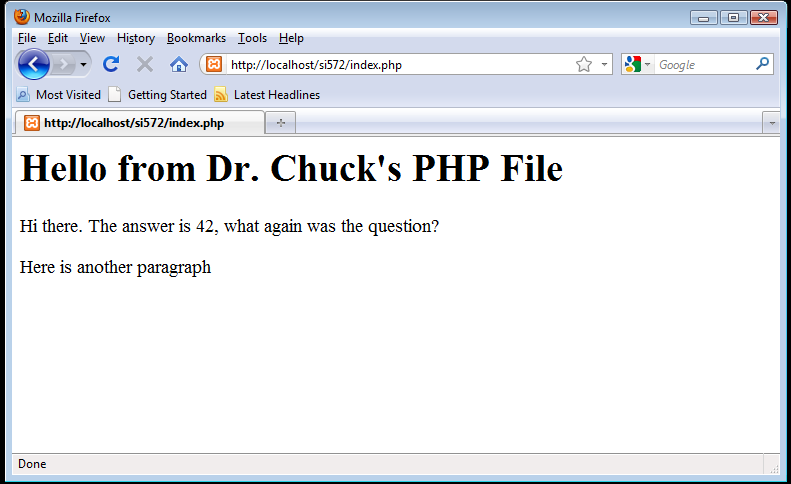 Mozilla Firefox
File Edit View History Bookmarks Tools Help
http://localhost/si572/index.php Google
Most Visited Getting Started Latest Headlines
http://localhost/si572/index.php
Hello from Dr. Chuck's PHP File
Hi there. The answer is 42, what again was the question?
Here is another paragraph
Done